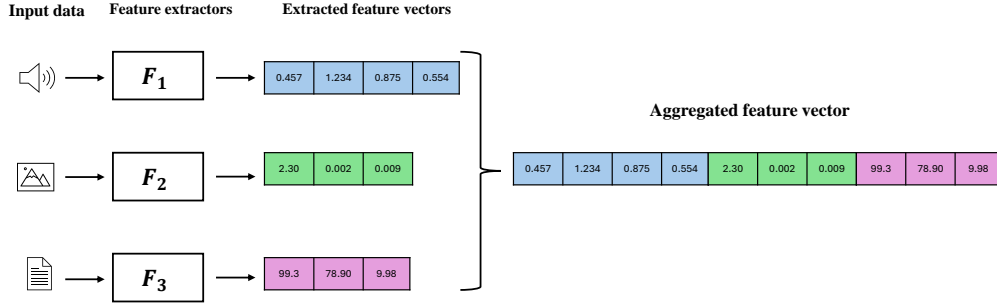 Input data Feature extractors Extracted feature vectors
F1 0.457 1.234 0.875 0.554
Aggregated feature vector
F2 2.30 0.002 0.009
0.457 1.234 0.875 0.554 2.30 0.002 0.009 99.3 78.90 9.98
F3 99.3 78.90 9.98